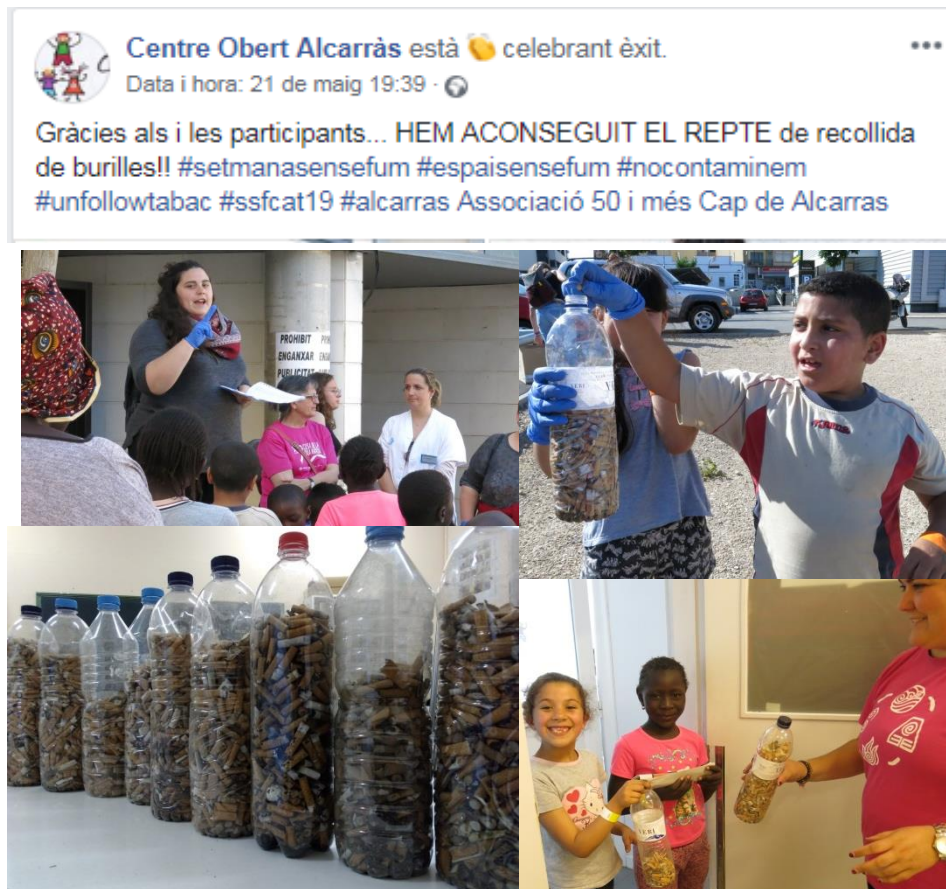 Centre Obert Alcarràs està celebrant èxit.
Data i hora: 21 de maig 19:39 ·
Gràcies als i les participants... HEM ACONSEGUIT EL REPTE de recollida
de burilles!! #setmanasensefum #espaisensefum #nocontaminem
#unfollowtabac #ssfcat19 #alcarras Associació 50 i més Cap de Alcarras
PROHIBIT
ENGANXAR
PUBLICITAT
VERÍ
VERÍ